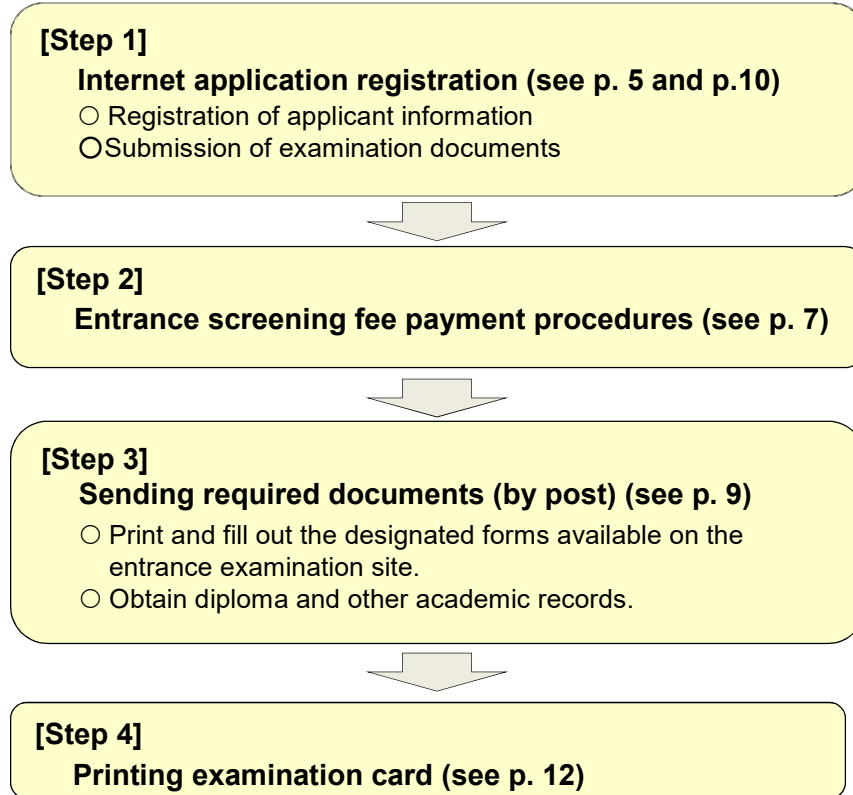 [Step 1]
Internet application registration (see p. 5 and p.10)
○ Registration of applicant information
○Submission of examination documents
[Step 2]
Entrance screening fee payment procedures (see p. 7)
[Step 3]
Sending required documents (by post) (see p. 9)
○ Print and fill out the designated forms available on the
entrance examination site.
○ Obtain diploma and other academic records.
[Step 4]
Printing examination card (see p. 12)